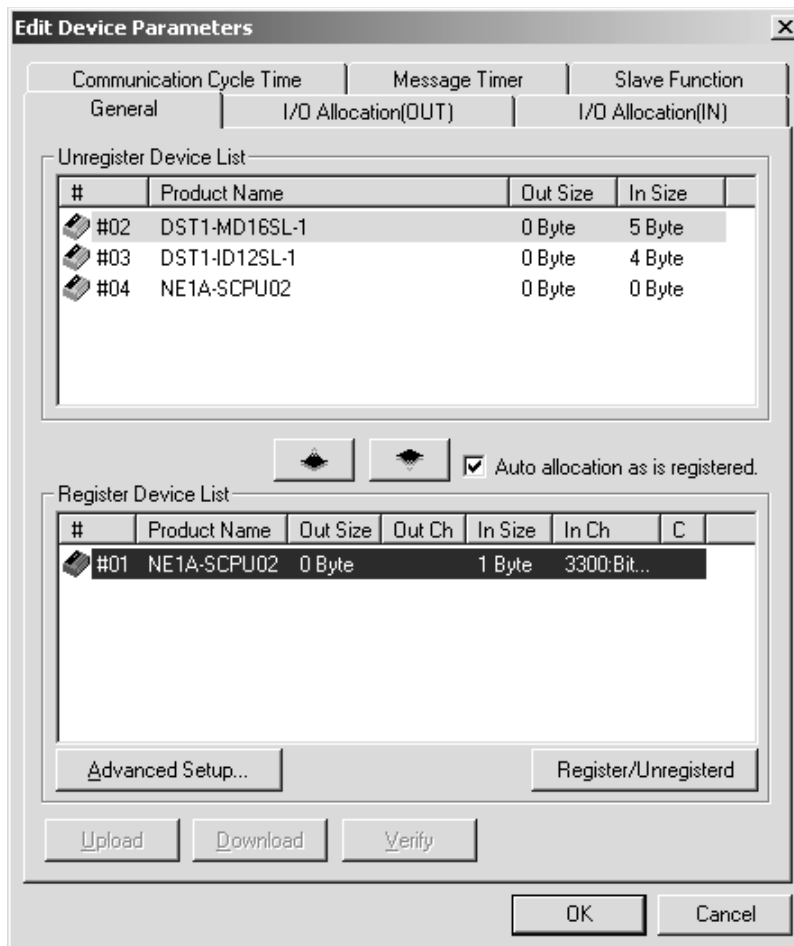 Edit Device Parameters
Communication Cycle Time Message Timer Slave Function
General I/O Allocation(OUT) I/O Allocation(IN)
Unregister Device List
# Product Name Out Size In Size
#02 DST1-MD16SL-1 0 Byte 5 Byte
#03 DST1-ID12SL-1 0 Byte 4 Byte
#04 NE1A-SCPU02 0 Byte 0 Byte
Auto allocation as is registered.
Register Device List
# Product Name Out Size Out Ch In Size In Ch C
#01 NE1A-SCPU02 0 Byte 1 Byte 3300:Bit...
Advanced Setup... Register/Unregisterd
Upload Download Verify
OK Cancel